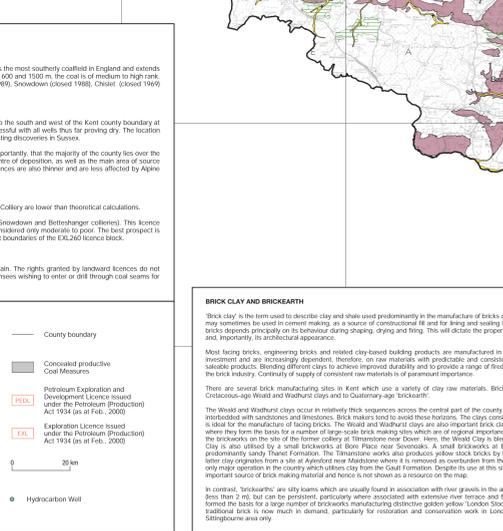 s the most southerly coalfield in England and extends
600 and 1500 m. the coal is of medium to high rank.
989), Snowdown (closed 1988), Chislet (closed 1969)
o the south and west of the Kent county boundary at
essful with all wells thus far proving dry. The location
ting discoveries in Sussex.
portantly, that the majority of the county lies over the
ntre of deposition, as well as the main area of source
nces are also thinner and are less affected by Alpine
Colliery are lower than theoretical calculations.
Snowdown and Betteshanger collieries). This licence
nsidered only moderate to poor. The best prospect is
t boundaries of the EXL260 licence block.
ain. The rights granted by landward licences do not
nsees wishing to enter or drill through coal seams for
County boundary
Concealed productive
Coal Measures
PEDL
Petroleum Exploration and
Development Licence Issued
under the Petroleum (Production)
Act 1934 (as at Feb., 2000)
EXL
Exploration Licence issued
under the Petroleum (Production)
Act 1934 (as at Feb., 2000)
0 20 km
Hydrocarbon Well
A
BRICK CLAY AND BRICKEARTH
'Brick clay' is the term used to describe clay and shale used predominantly in the manufacture of bricks a
may sometimes be used in cement making, as a source of constructional fill and for lining and sealing
bricks depends principally on its behaviour during shaping, drying and firing. This will dictate the proper
and, importantly, its architectural appearance.
Most facing bricks, engineering bricks and related clay-based building products are manufactured in
investment and are increasingly dependent, therefore, on raw materials with predictable and consiste
saleable products. Blending different clays to achieve improved durability and to provide a range of fired
the brick industry. Continuity of supply of consistent raw materials is of paramount importance.
There are several brick manufacturing sites in Kent which use a variety of clay raw materials. Bric
Cretaceous-age Weald and Wadhurst clays and to Quaternary-age 'brickearth'.
The Weald and Wadhurst clays occur in relatively thick sequences across the central part of the county
interbedded with sandstones and limestones. Brick makers tend to avoid these horizons. The clays cons
is ideal for the manufacture of facing bricks. The Weald and Wadhurst clays are also important brick cla
where they form the basis for a number of large-scale brick making sites which are of regional importanc
the brickworks on the site of the former colliery at Tilmanstone near Dover. Here, the Weald Clay is ble
Clay is also utilised by a small brickworks at Bore Place near Sevenoaks. A small brickworks at
predominantly sandy Thanet Formation. The Tilmanstone works also produces yellow stock bricks by
latter clay originates from a site at Aylesford near Maidstone where it is removed as overburden from th
only major operation in the country which utilises clay from the Gault Formation. Despite its use at this si
important source of brick making material and hence is not shown as a resource on the map.
In contrast, 'brickearths' are silty loams which are usually found in association with river gravels in the a
(less than 2 m), but can be persistent, particularly where associated with extensive river terrace and f
formed the basis for a large number of brickworks manufacturing distinctive golden yellow 'London Stoc
traditional brick is now much in demand, particularly for restoration and conservation work in Lond
Sittingbourne area only.